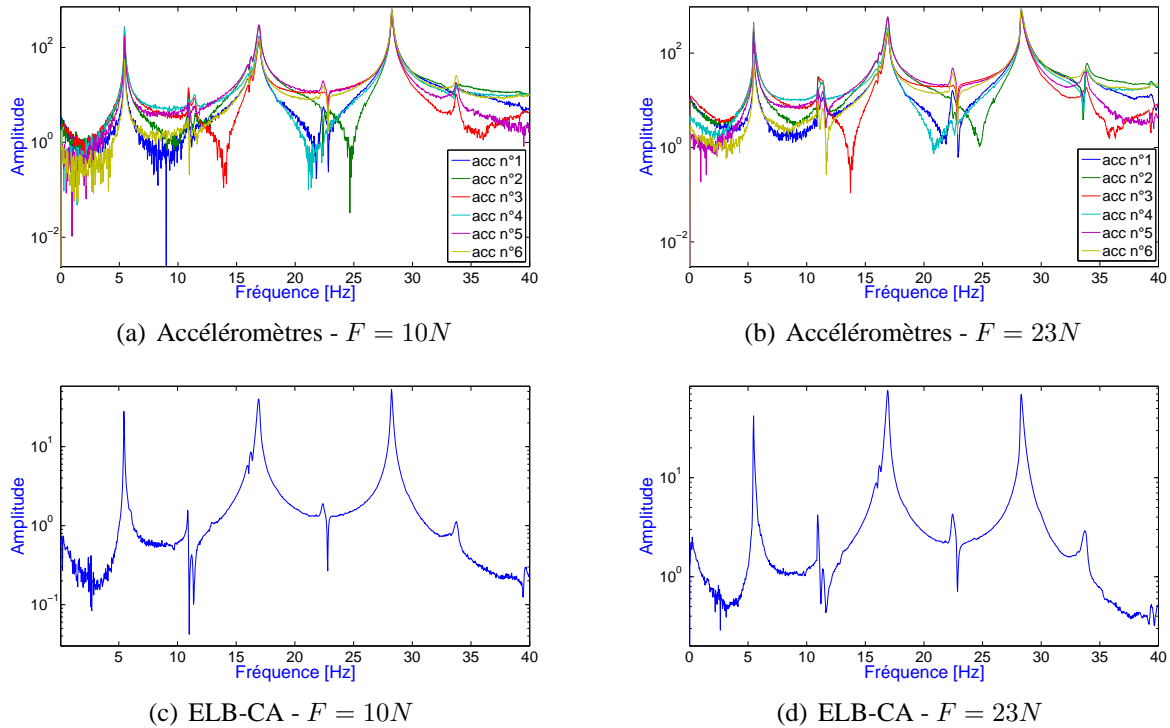 Amplitude
10²
10⁰
10⁻²
0 5 10 15 20 25 30 35 40
Fréquence [Hz]
acc n°1
acc n°2
acc n°3
acc n°4
acc n°5
acc n°6
(a) Accéléromètres - F = 10N
Amplitude
10²
10⁰
10⁻²
0 5 10 15 20 25 30 35 40
Fréquence [Hz]
acc n°1
acc n°2
acc n°3
acc n°4
acc n°5
acc n°6
(b) Accéléromètres - F = 23N
Amplitude
10¹
10⁰
10⁻¹
5 10 15 20 25 30 35 40
Fréquence [Hz]
(c) ELB-CA - F = 10N
Amplitude
10¹
10⁰
5 10 15 20 25 30 35 40
Fréquence [Hz]
(d) ELB-CA - F = 23N